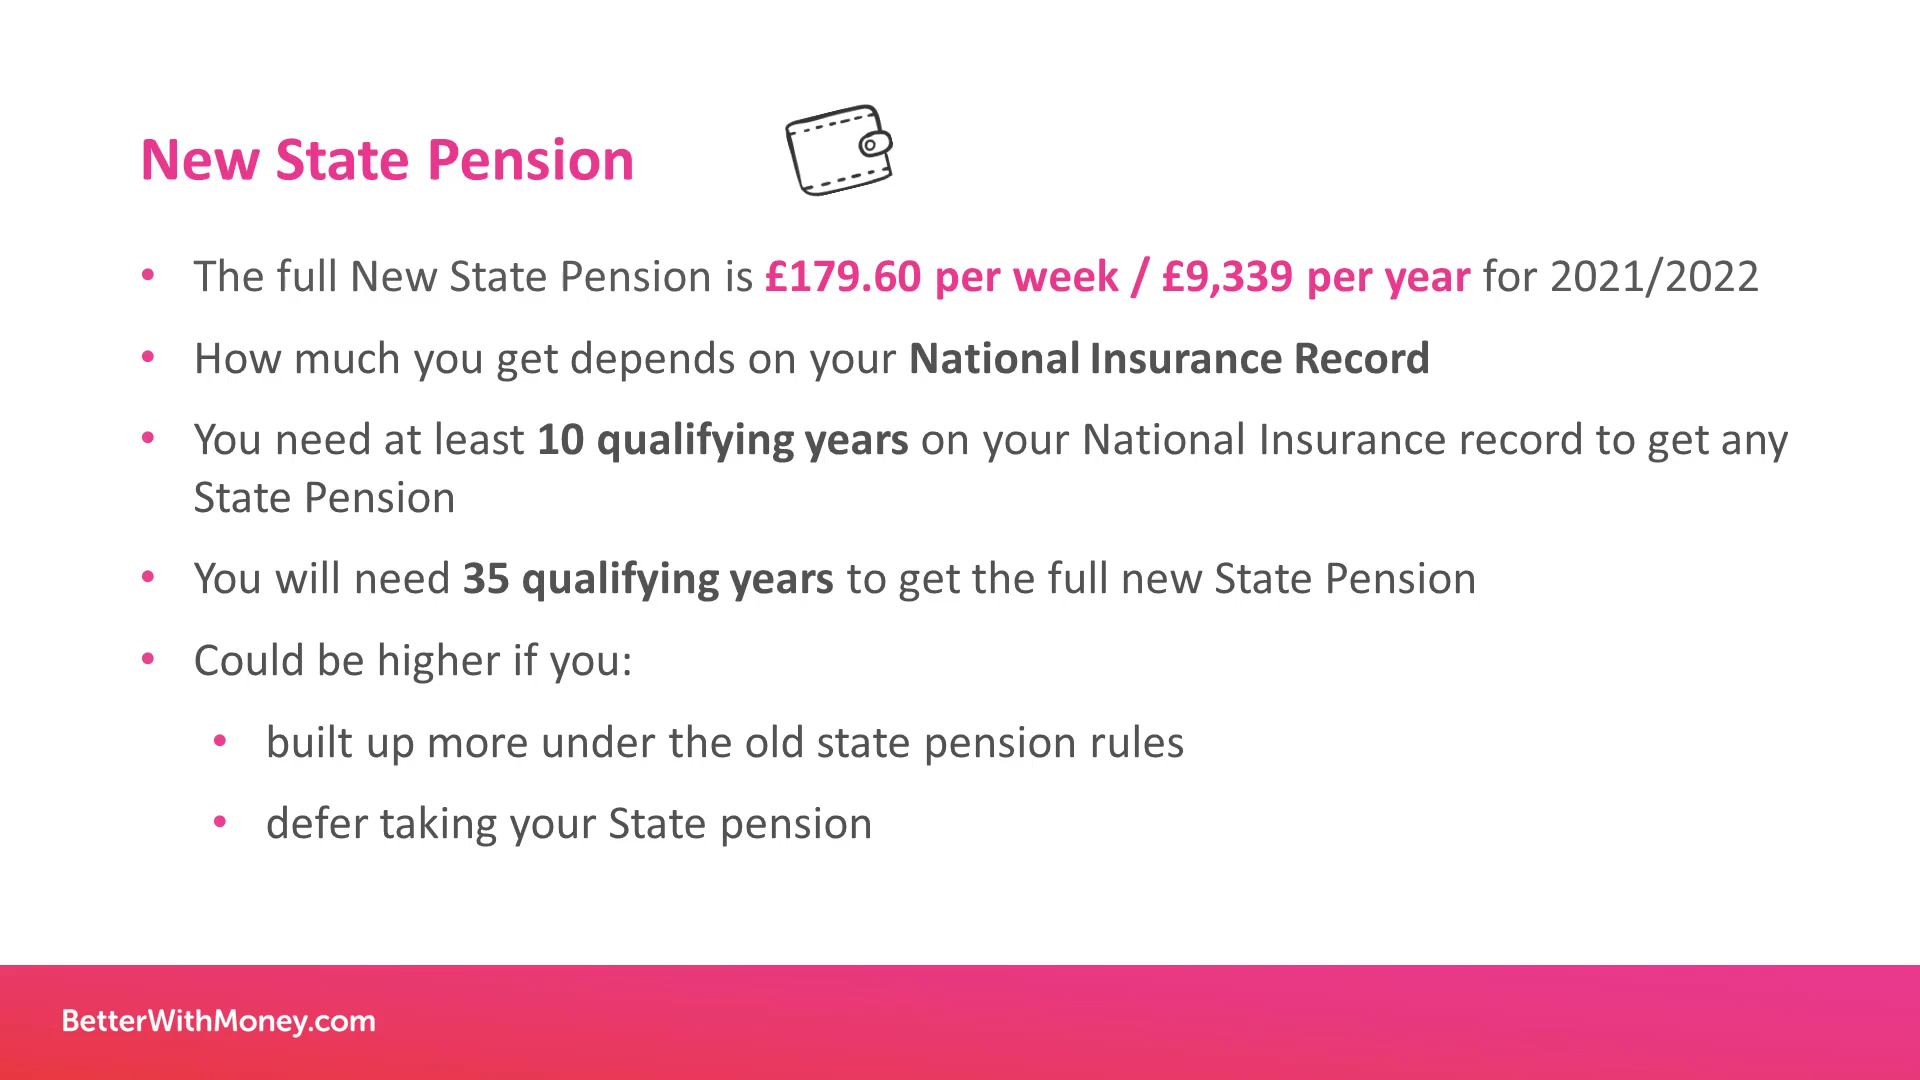 New State Pension
• The full New State Pension is £179.60 per week / £9,339 per year for 2021/2022
• How much you get depends on your National Insurance Record
• You need at least 10 qualifying years on your National Insurance record to get any
State Pension
• You will need 35 qualifying years to get the full new State Pension
• Could be higher if you:
• built up more under the old state pension rules
• defer taking your State pension
BetterWithMoney.com